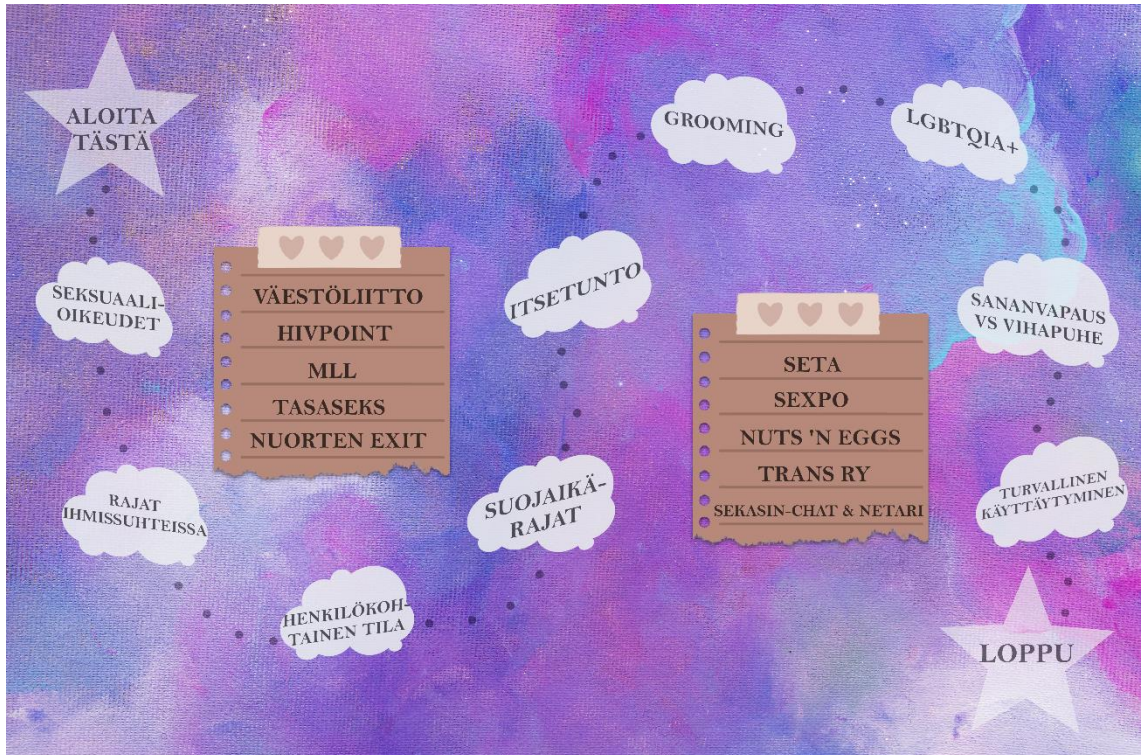 ALOITA
TÄSTÄ
SEKSUAALI-
OIKEUDET
RAJAT
IHMISSUHTEISSA
HENKILÖKOH-
TAINEN TILA
SUOJAIKÄ-
RAJAT
ITSETUNTO
GROOMING
LGBTQIA+
SANANVAPAUS
VS VIHAPUHE
TURVALLINEN
KÄYTTÄYTYMINEN
LOPPU
VÄESTÖLIITTO
HIVPOINT
MLL
TASASEKS
NUORTEN EXIT
SETA
SEXPO
NUTS 'N EGGS
TRANS RY
SEKASIN-CHAT & NETARI